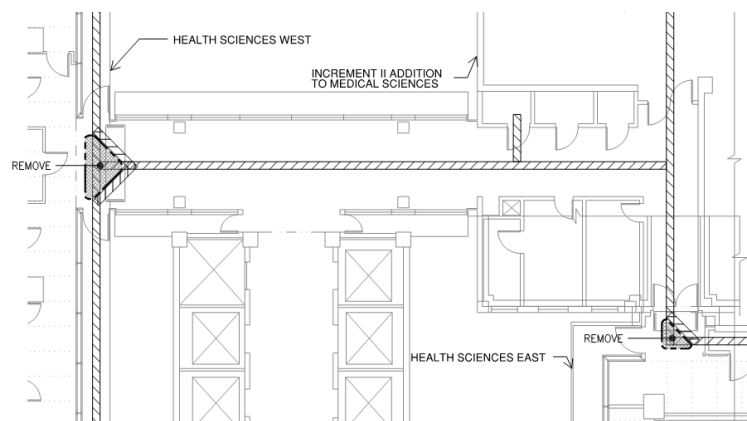 HEALTH SCIENCES WEST
INCREMENT II ADDITION
TO MEDICAL SCIENCES
REMOVE
REMOVE
HEALTH SCIENCES EAST